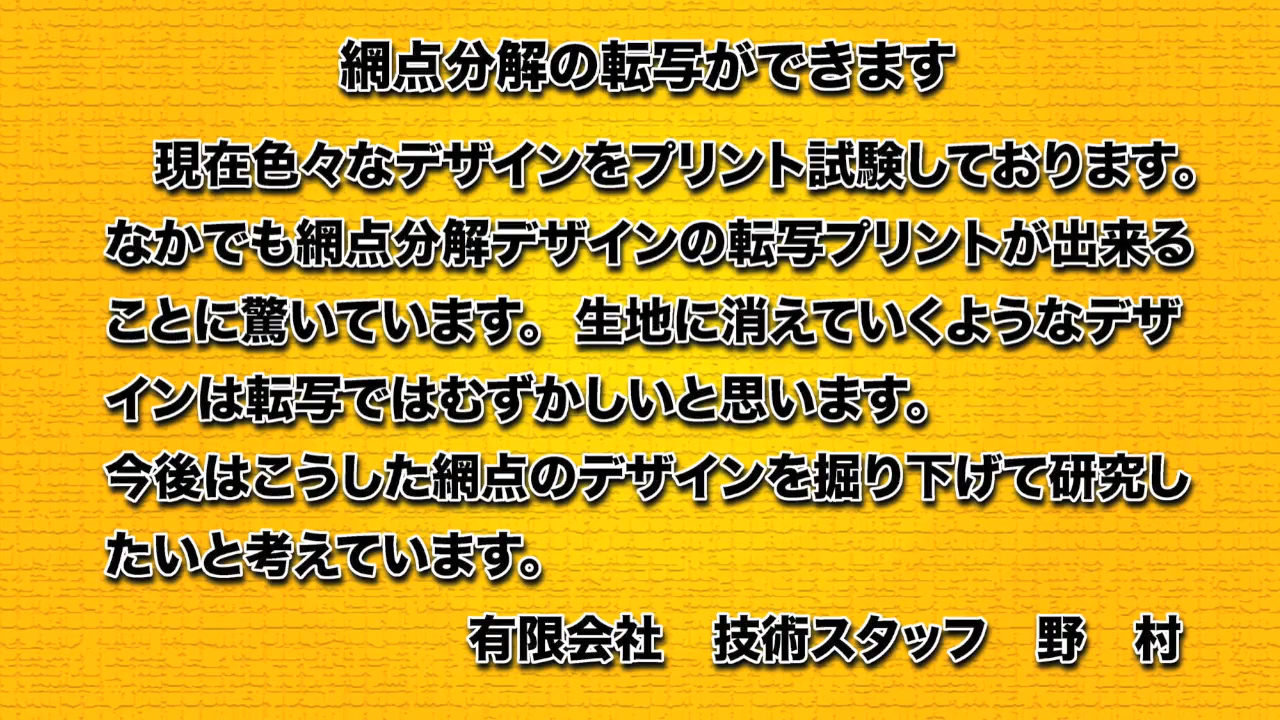 網点分解の転写ができます
　現在色々なデザインをプリント試験しております。
なかでも網点分解デザインの転写プリントが出来る
ことに驚いています。生地に消えていくようなデザ
インは転写ではむずかしいと思います。
今後はこうした網点のデザインを掘り下げて研究し
たいと考えています。
有限会社　技術スタッフ　野　村